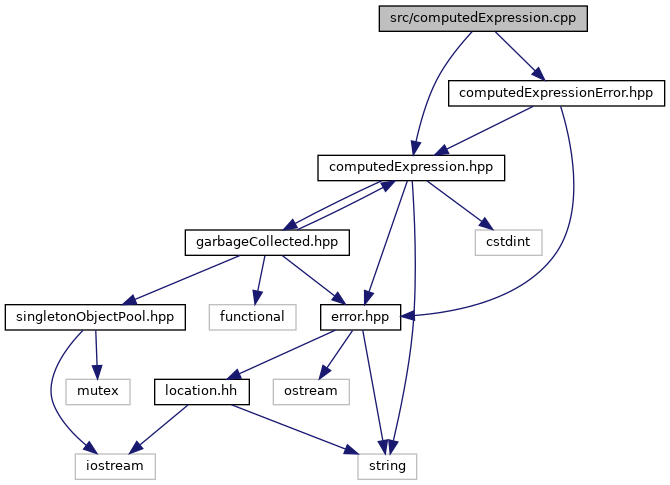 src/computedExpression.cpp
computedExpressionError.hpp
computedExpression.hpp
garbageCollected.hpp
cstdint
singletonObjectPool.hpp
functional
error.hpp
mutex
location.hh
ostream
iostream
string